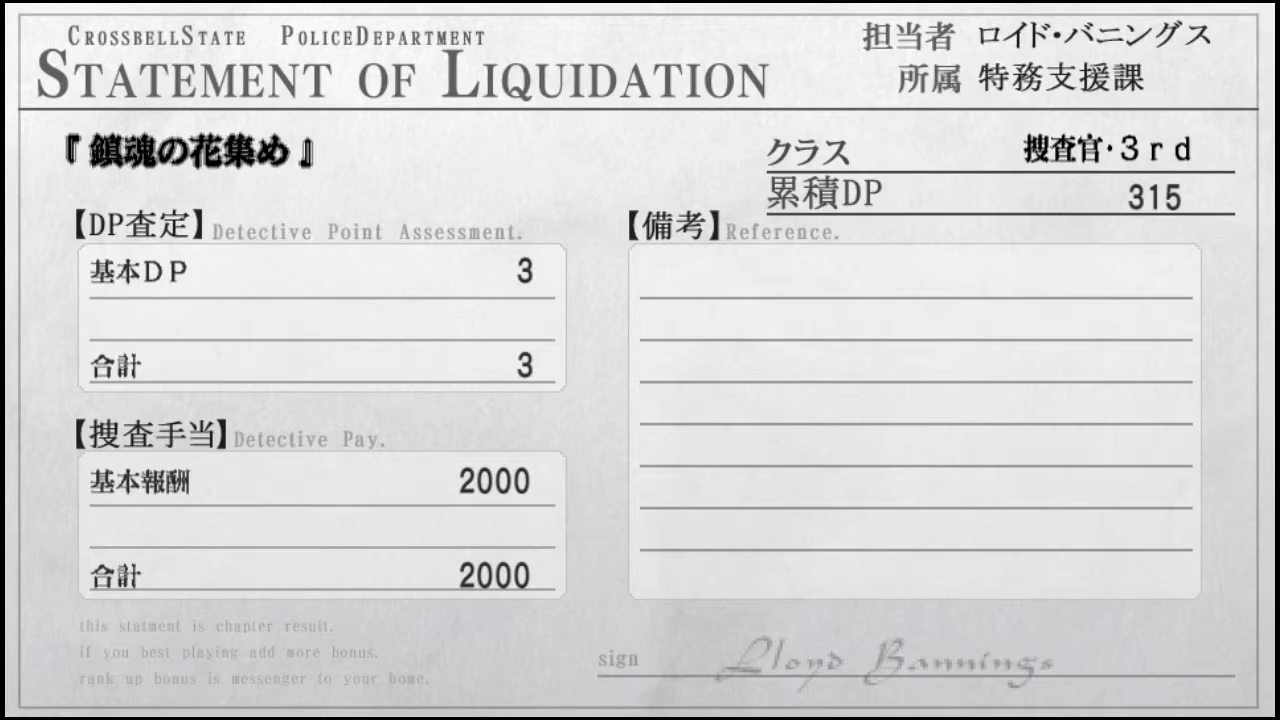 CrossbellState PoliceDepartment
Statement of Liquidation
担当者 ロイド・バニングス
所属 特務支援課
『鎮魂の花集め』
クラス 捜査官・3rd
累積DP 315
【DP査定】Detective Point Assessment.
基本DP 3
合計 3
【捜査手当】Detective Pay.
基本報酬 2000
合計 2000
【備考】Reference.
this statment is chapter result.
if you best playing add more bonus.
rank up bonus is messenger to your home.
sign Lloyd Bannings